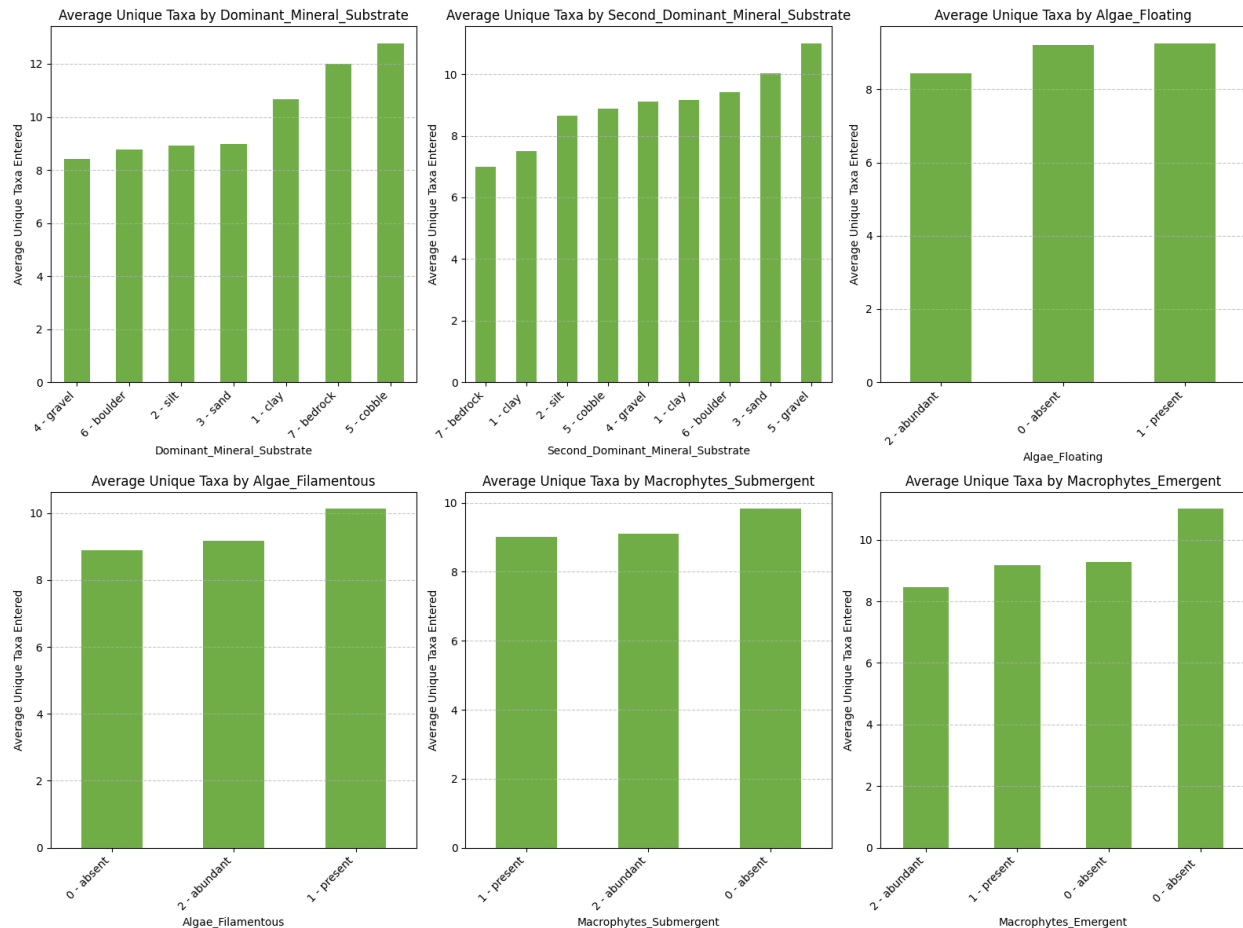 Average Unique Taxa by Dominant_Mineral_Substrate
Average Unique Taxa Entered
12
10
8
6
4
2
0
4 - gravel
6 - boulder
2 - silt
3 - sand
1 - clay
7 - bedrock
5 - cobble
Dominant_Mineral_Substrate
Average Unique Taxa by Second_Dominant_Mineral_Substrate
Average Unique Taxa Entered
10
8
6
4
2
0
7 - bedrock
1 - clay
2 - silt
5 - cobble
4 - gravel
1 - clay
6 - boulder
3 - sand
5 - gravel
Second_Dominant_Mineral_Substrate
Average Unique Taxa by Algae_Floating
Average Unique Taxa Entered
8
6
4
2
0
2 - abundant
0 - absent
1 - present
Algae_Floating
Average Unique Taxa by Algae_Filamentous
Average Unique Taxa Entered
10
8
6
4
2
0
0 - absent
2 - abundant
1 - present
Algae_Filamentous
Average Unique Taxa by Macrophytes_Submergent
Average Unique Taxa Entered
10
8
6
4
2
0
1 - present
2 - abundant
0 - absent
Macrophytes_Submergent
Average Unique Taxa by Macrophytes_Emergent
Average Unique Taxa Entered
10
8
6
4
2
0
2 - abundant
1 - present
0 - absent
0 - absent
Macrophytes_Emergent